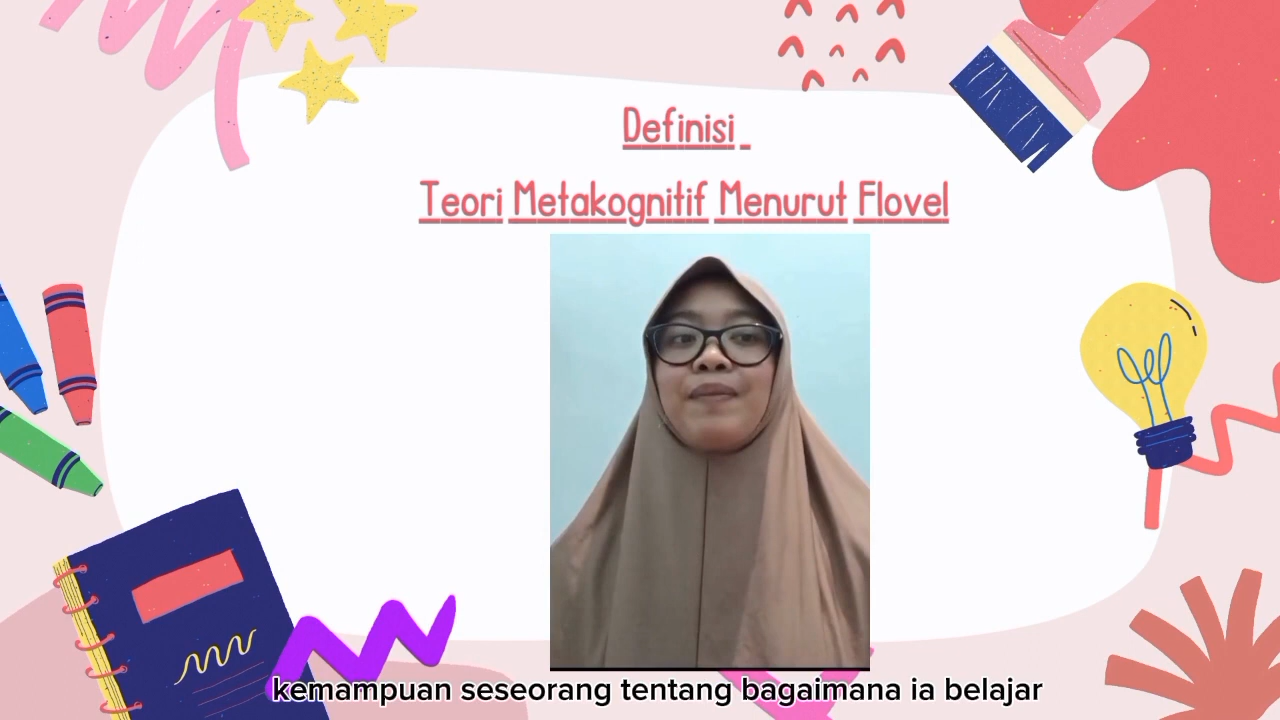 Definisi
Teori Metakognitif Menurut Flovel
kemampuan seseorang tentang bagaimana ia belajar